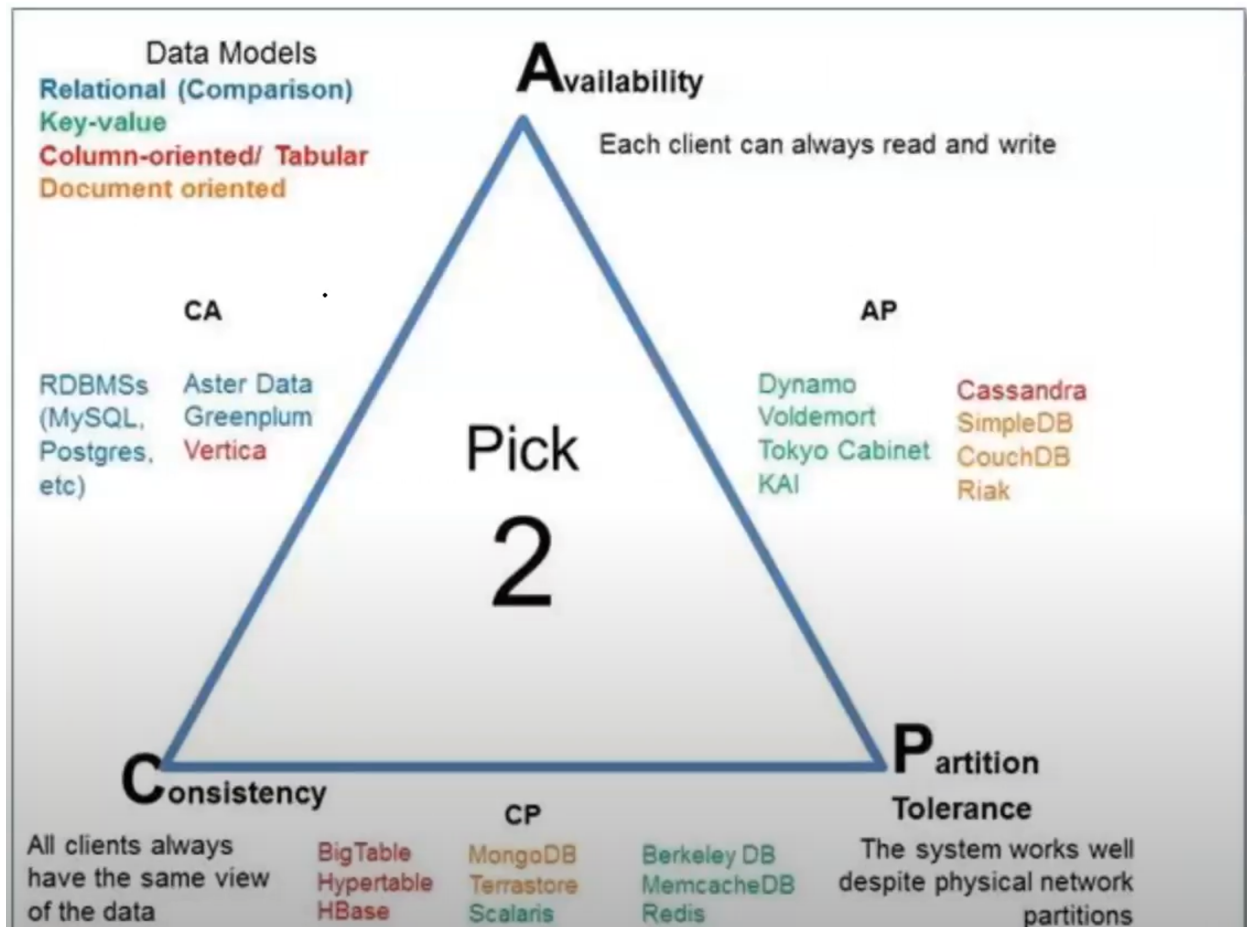 Data Models
Relational (Comparison)
Key-value
Column-oriented/ Tabular
Document oriented
Availability
Each client can always read and write
CA
RDBMSs
(MySQL,
Postgres,
etc)
Aster Data
Greenplum
Vertica
Pick
2
AP
Dynamo
Voldemort
Tokyo Cabinet
KAI
Cassandra
SimpleDB
CouchDB
Riak
Consistency
All clients always
have the same view
of the data
CP
BigTable
Hypertable
HBase
MongoDB
Terrastore
Scalaris
Berkeley DB
MemcacheDB
Redis
Partition
Tolerance
The system works well
despite physical network
partitions